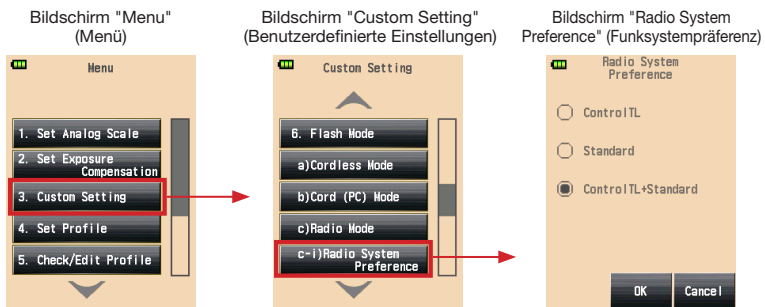 Bildschirm "Menu"
(Menü)
Menu
1. Set Analog Scale
2. Set Exposure
Compensation
3. Custom Setting
4. Set Profile
5. Check/Edit Profile
Bildschirm "Custom Setting"
(Benutzerdefinierte Einstellungen)
Custom Setting
6. Flash Mode
a)Cordless Mode
b)Cord (PC) Mode
c)Radio Mode
c-i)Radio System
Preference
Bildschirm "Radio System
Preference" (Funksystempräferenz)
Radio System
Preference
ControlTL
Standard
ControlTL+Standard
OK
Cancel